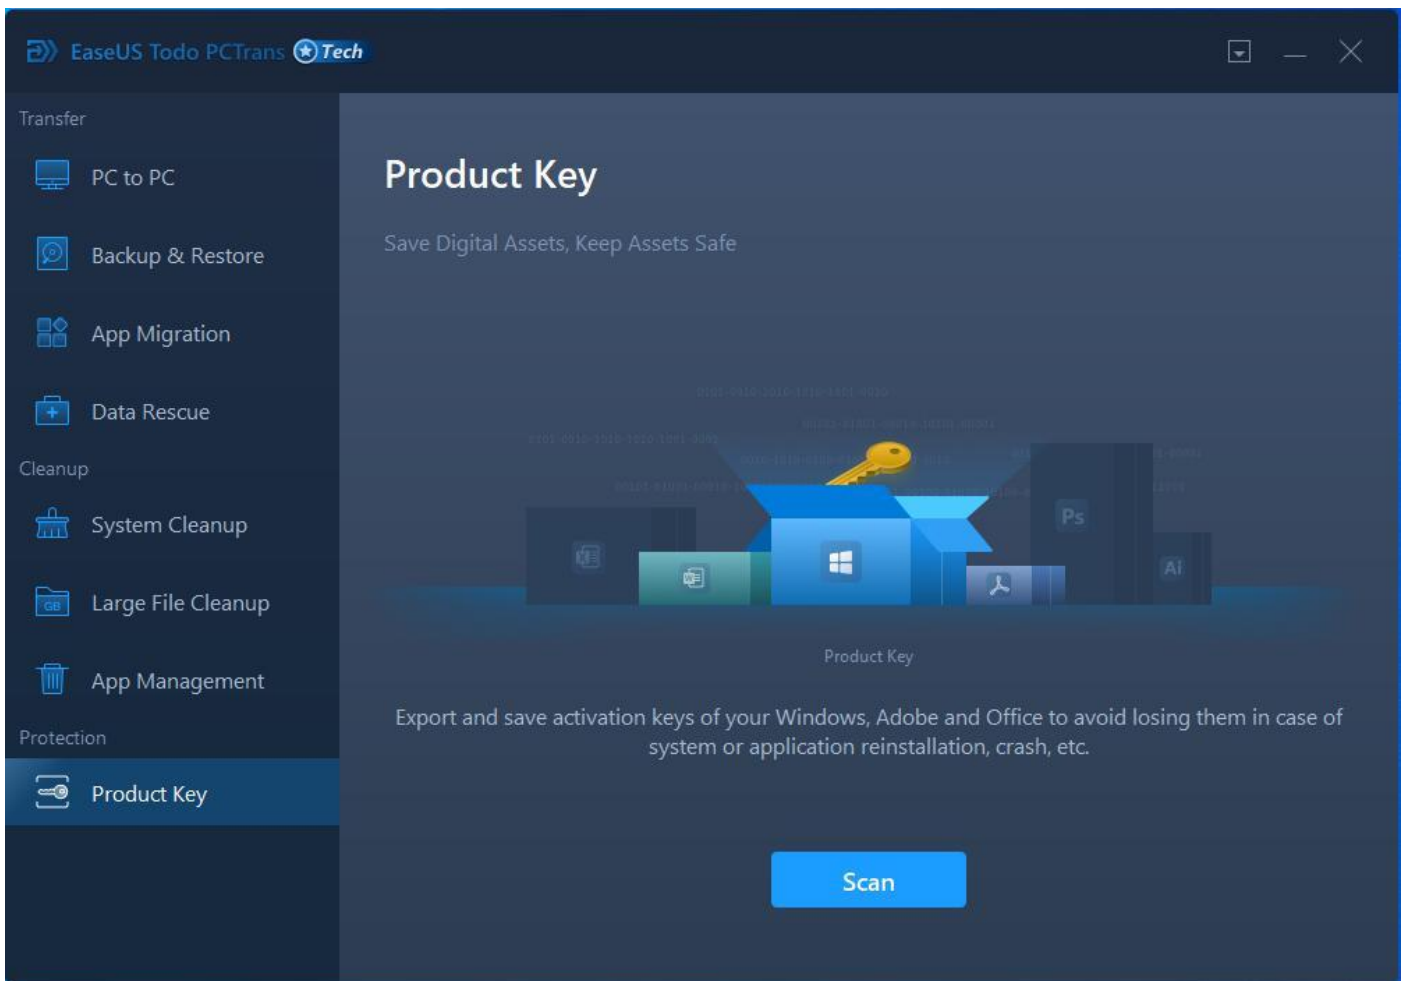 EaseUS Todo PCTrans Tech
Transfer
PC to PC
Backup & Restore
App Migration
Data Rescue
Cleanup
System Cleanup
GB
Large File Cleanup
App Management
Protection
Product Key
Product Key
Save Digital Assets, Keep Assets Safe
Ps
Ai
Product Key
Export and save activation keys of your Windows, Adobe and Office to avoid losing them in case of
system or application reinstallation, crash, etc.
Scan